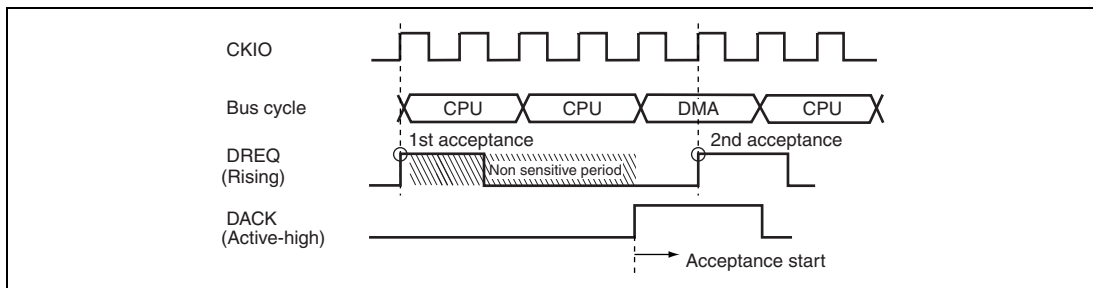 CKIO
Bus cycle
CPU CPU DMA CPU
1st acceptance 2nd acceptance
DREQ
(Rising)
Non sensitive period
DACK
(Active-high)
Acceptance start